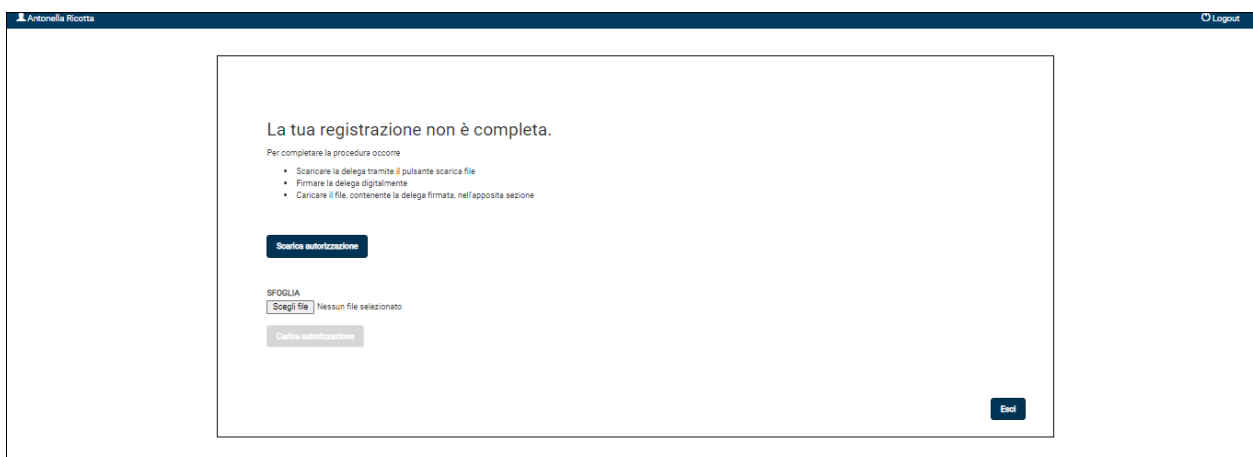 Antonella Ricotta
Logout
La tua registrazione non è completa.
Per completare la procedura occorre
Scaricare la delega tramite il pulsante scarica file
Firmare la delega digitalmente
Caricare il file, contenente la delega firmata, nell'apposita sezione
Scarica autorizzazione
SFOGLIA
Scegli file Nessun file selezionato
Carica autorizzazione
Esci